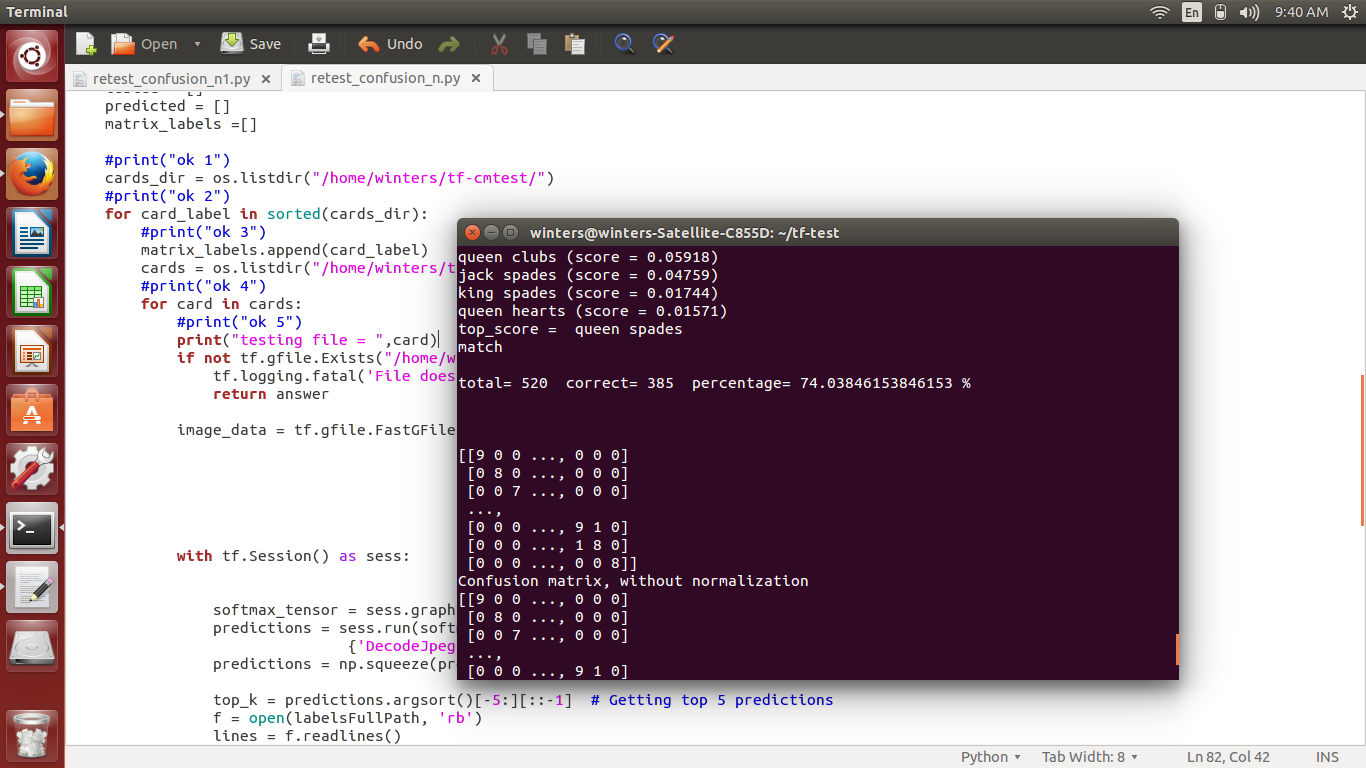 Terminal
En
9:40 AM
Open
Save
Undo
retest_confusion_n1.py
retest_confusion_n.py
predicted = []
matrix_labels =[]
#print("ok 1")
cards_dir = os.listdir("/home/winters/tf-cmtest/")
#print("ok 2")
for card_label in sorted(cards_dir):
#print("ok 3")
matrix_labels.append(card_label)
cards = os.listdir("/home/winters/t
#print("ok 4")
for card in cards:
#print("ok 5")
print("testing file = ",card)
if not tf.gfile.Exists("/home/w
tf.logging.fatal('File does
return answer
image_data = tf.gfile.FastGFile
with tf.Session() as sess:
softmax_tensor = sess.graph
predictions = sess.run(soft
{'DecodeJpeg
predictions = np.squeeze(pr
top_k = predictions.argsort()[-5:][::-1]  # Getting top 5 predictions
f = open(labelsFullPath, 'rb')
lines = f.readlines()
winters@winters-Satellite-C855D: ~/tf-test
queen clubs (score = 0.05918)
jack spades (score = 0.04759)
king spades (score = 0.01744)
queen hearts (score = 0.01571)
top_score =  queen spades
match
total= 520  correct= 385  percentage= 74.03846153846153 %
[[9 0 0 ..., 0 0 0]
[0 8 0 ..., 0 0 0]
[0 0 7 ..., 0 0 0]
...,
[0 0 0 ..., 9 1 0]
[0 0 0 ..., 1 8 0]
[0 0 0 ..., 0 0 8]]
Confusion matrix, without normalization
[[9 0 0 ..., 0 0 0]
[0 8 0 ..., 0 0 0]
[0 0 7 ..., 0 0 0]
...,
[0 0 0 ..., 9 1 0]
Python
Tab Width: 8
Ln 82, Col 42
INS